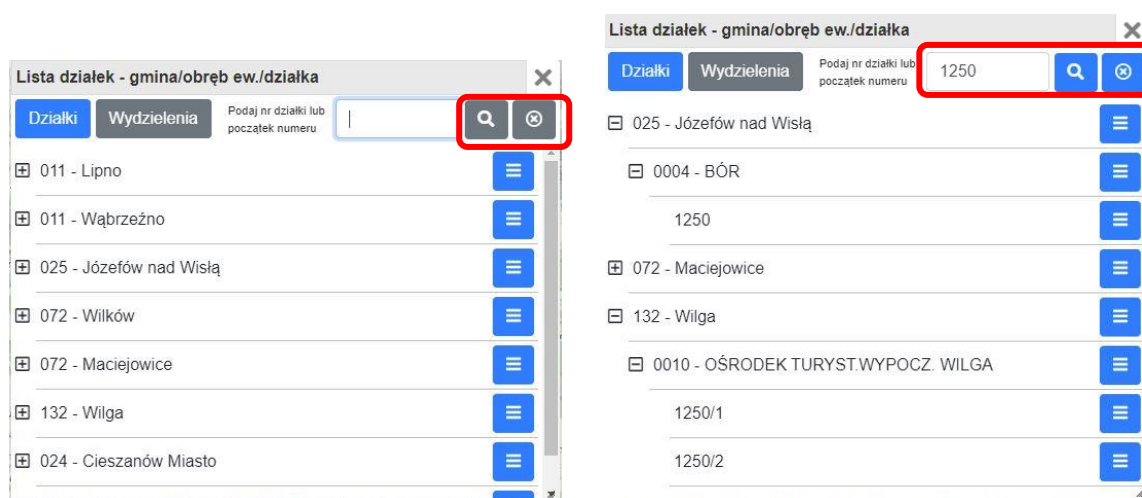 Lista działek - gmina/obręb ew./działka
Działki Wydzielenia Podaj nr działki lub
początek numeru
011 - Lipno
011 - Wąbrzeźno
025 - Józefów nad Wisłą
072 - Wilków
072 - Maciejowice
132 - Wilga
024 - Cieszanów Miasto
Lista działek - gmina/obręb ew./działka
Działki Wydzielenia Podaj nr działki lub
początek numeru 1250
025 - Józefów nad Wisłą
0004 - BÓR
1250
072 - Maciejowice
132 - Wilga
0010 - OŚRODEK TURYST.WYPOCZ. WILGA
1250/1
1250/2